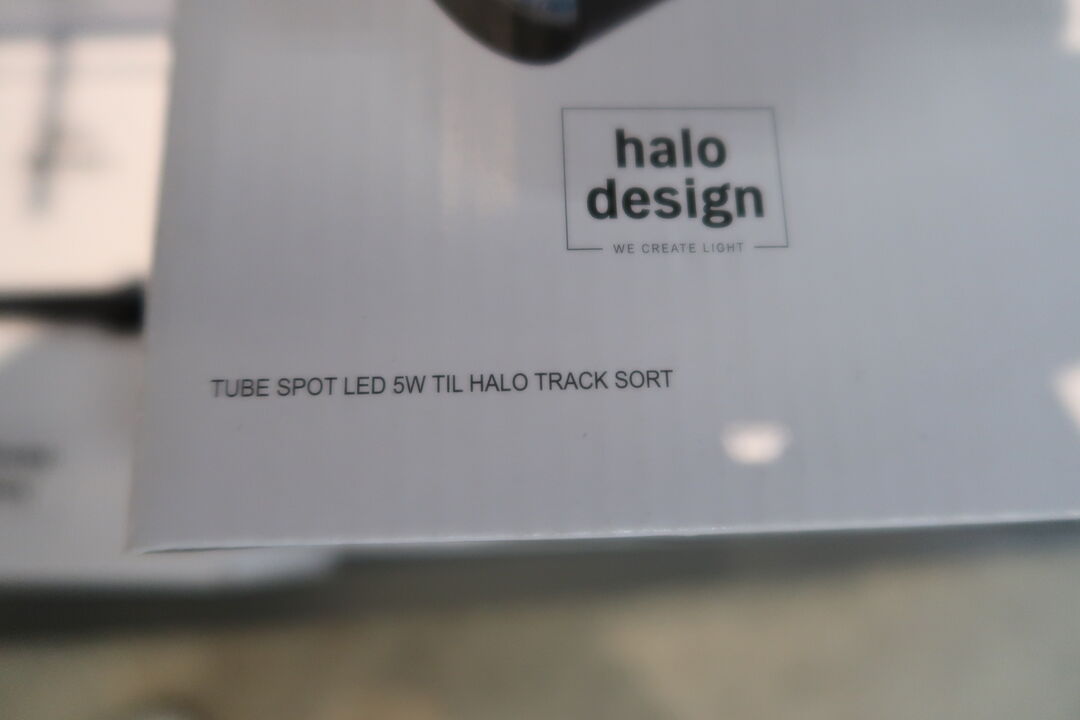 halo
design
WE CREATE LIGHT
TUBE SPOT LED 5W TIL HALO TRACK SORT